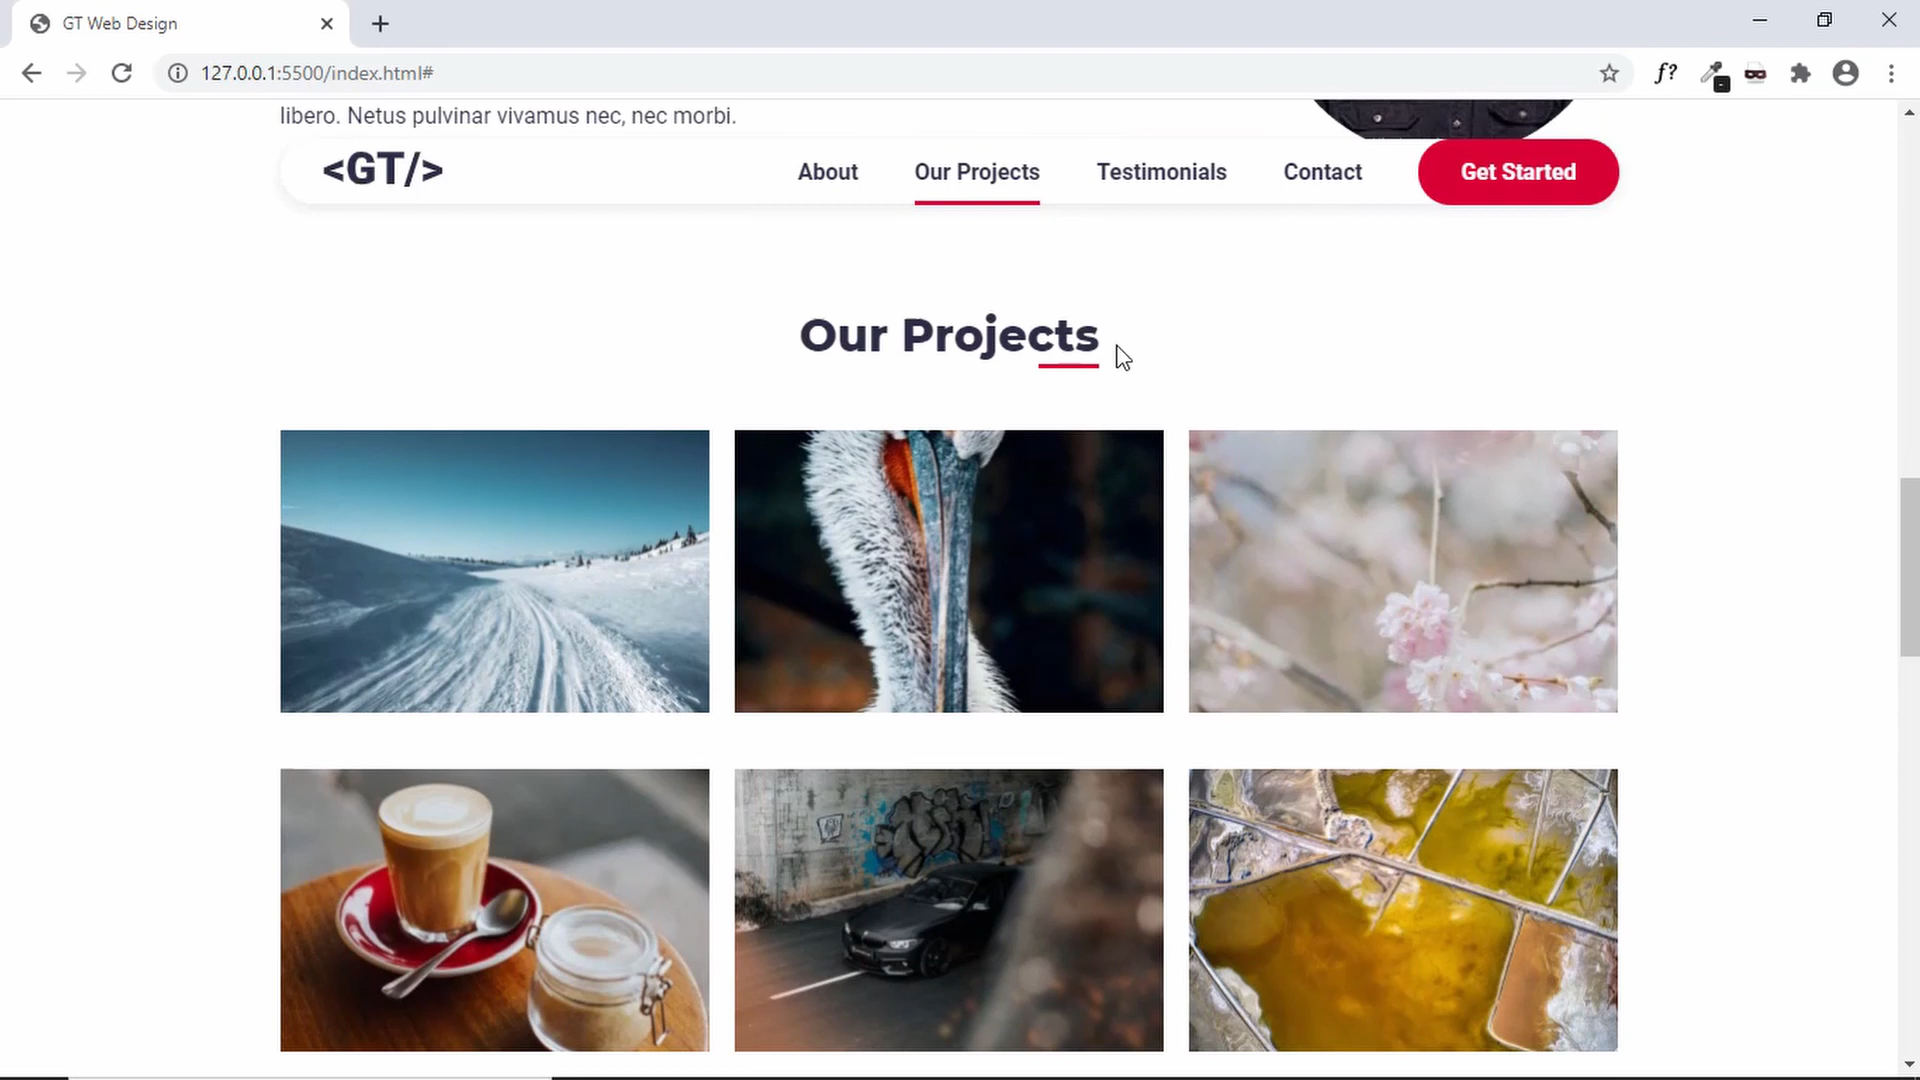 GT Web Design
127.0.0.1:5500/index.html#
f?
libero. Netus pulvinar vivamus nec, nec morbi.
<GT/> About Our Projects Testimonials Contact Get Started
Our Projects